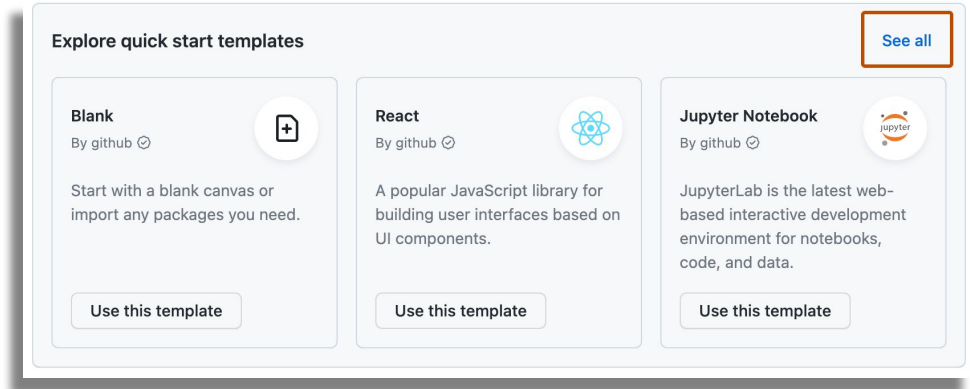 Explore quick start templates
See all
Blank
By github
Start with a blank canvas or
import any packages you need.
Use this template
React
By github
A popular JavaScript library for
building user interfaces based on
UI components.
Use this template
Jupyter Notebook
By github
jupyter
JupyterLab is the latest web-
based interactive development
environment for notebooks,
code, and data.
Use this template